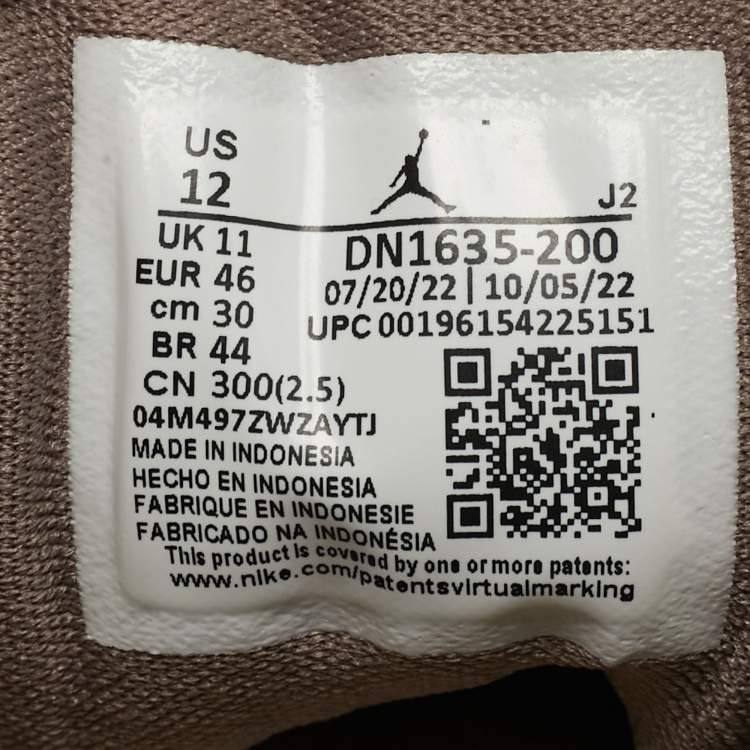 US
12
J2
UK 11
EUR 46
cm 30
BR 44
CN 300(2.5)
DN1635-200
07/20/22 | 10/05/22
UPC 00196154225151
04M497ZWZAYTJ
MADE IN INDONESIA
HECHO EN INDONESIA
FABRIQUE EN INDONESIE
FABRICADO NA INDONÉSIA
This product is covered by one or more patents:
www.nike.com/patentsvirtualmarking